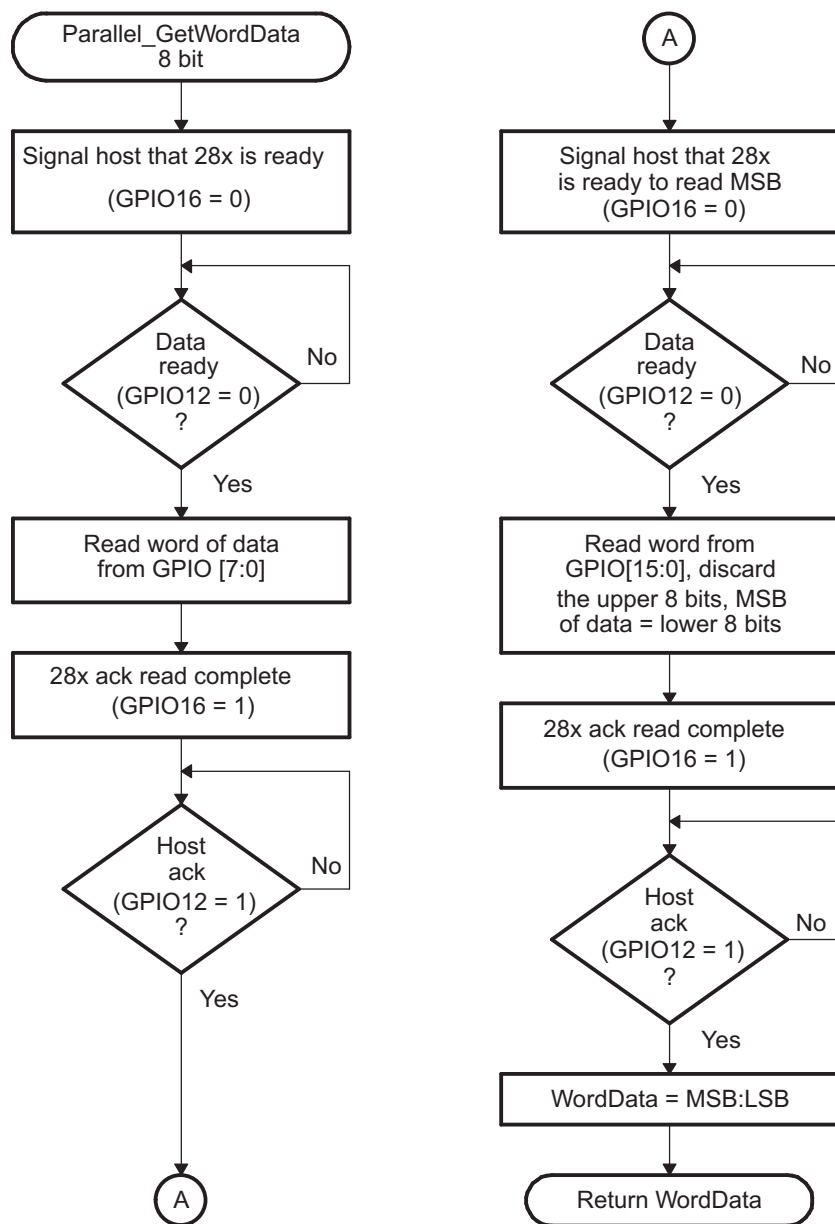 Parallel_GetWordData
8 bit
Signal host that 28x is ready
(GPIO16 = 0)
Data
ready
(GPIO12 = 0)
?
No
Yes
Read word of data
from GPIO [7:0]
28x ack read complete
(GPIO16 = 1)
Host
ack
(GPIO12 = 1)
?
No
Yes
A
A
Signal host that 28x
is ready to read MSB
(GPIO16 = 0)
Data
ready
(GPIO12 = 0)
?
No
Yes
Read word from
GPIO[15:0], discard
the upper 8 bits, MSB
of data = lower 8 bits
28x ack read complete
(GPIO16 = 1)
Host
ack
(GPIO12 = 1)
?
No
Yes
WordData = MSB:LSB
Return WordData